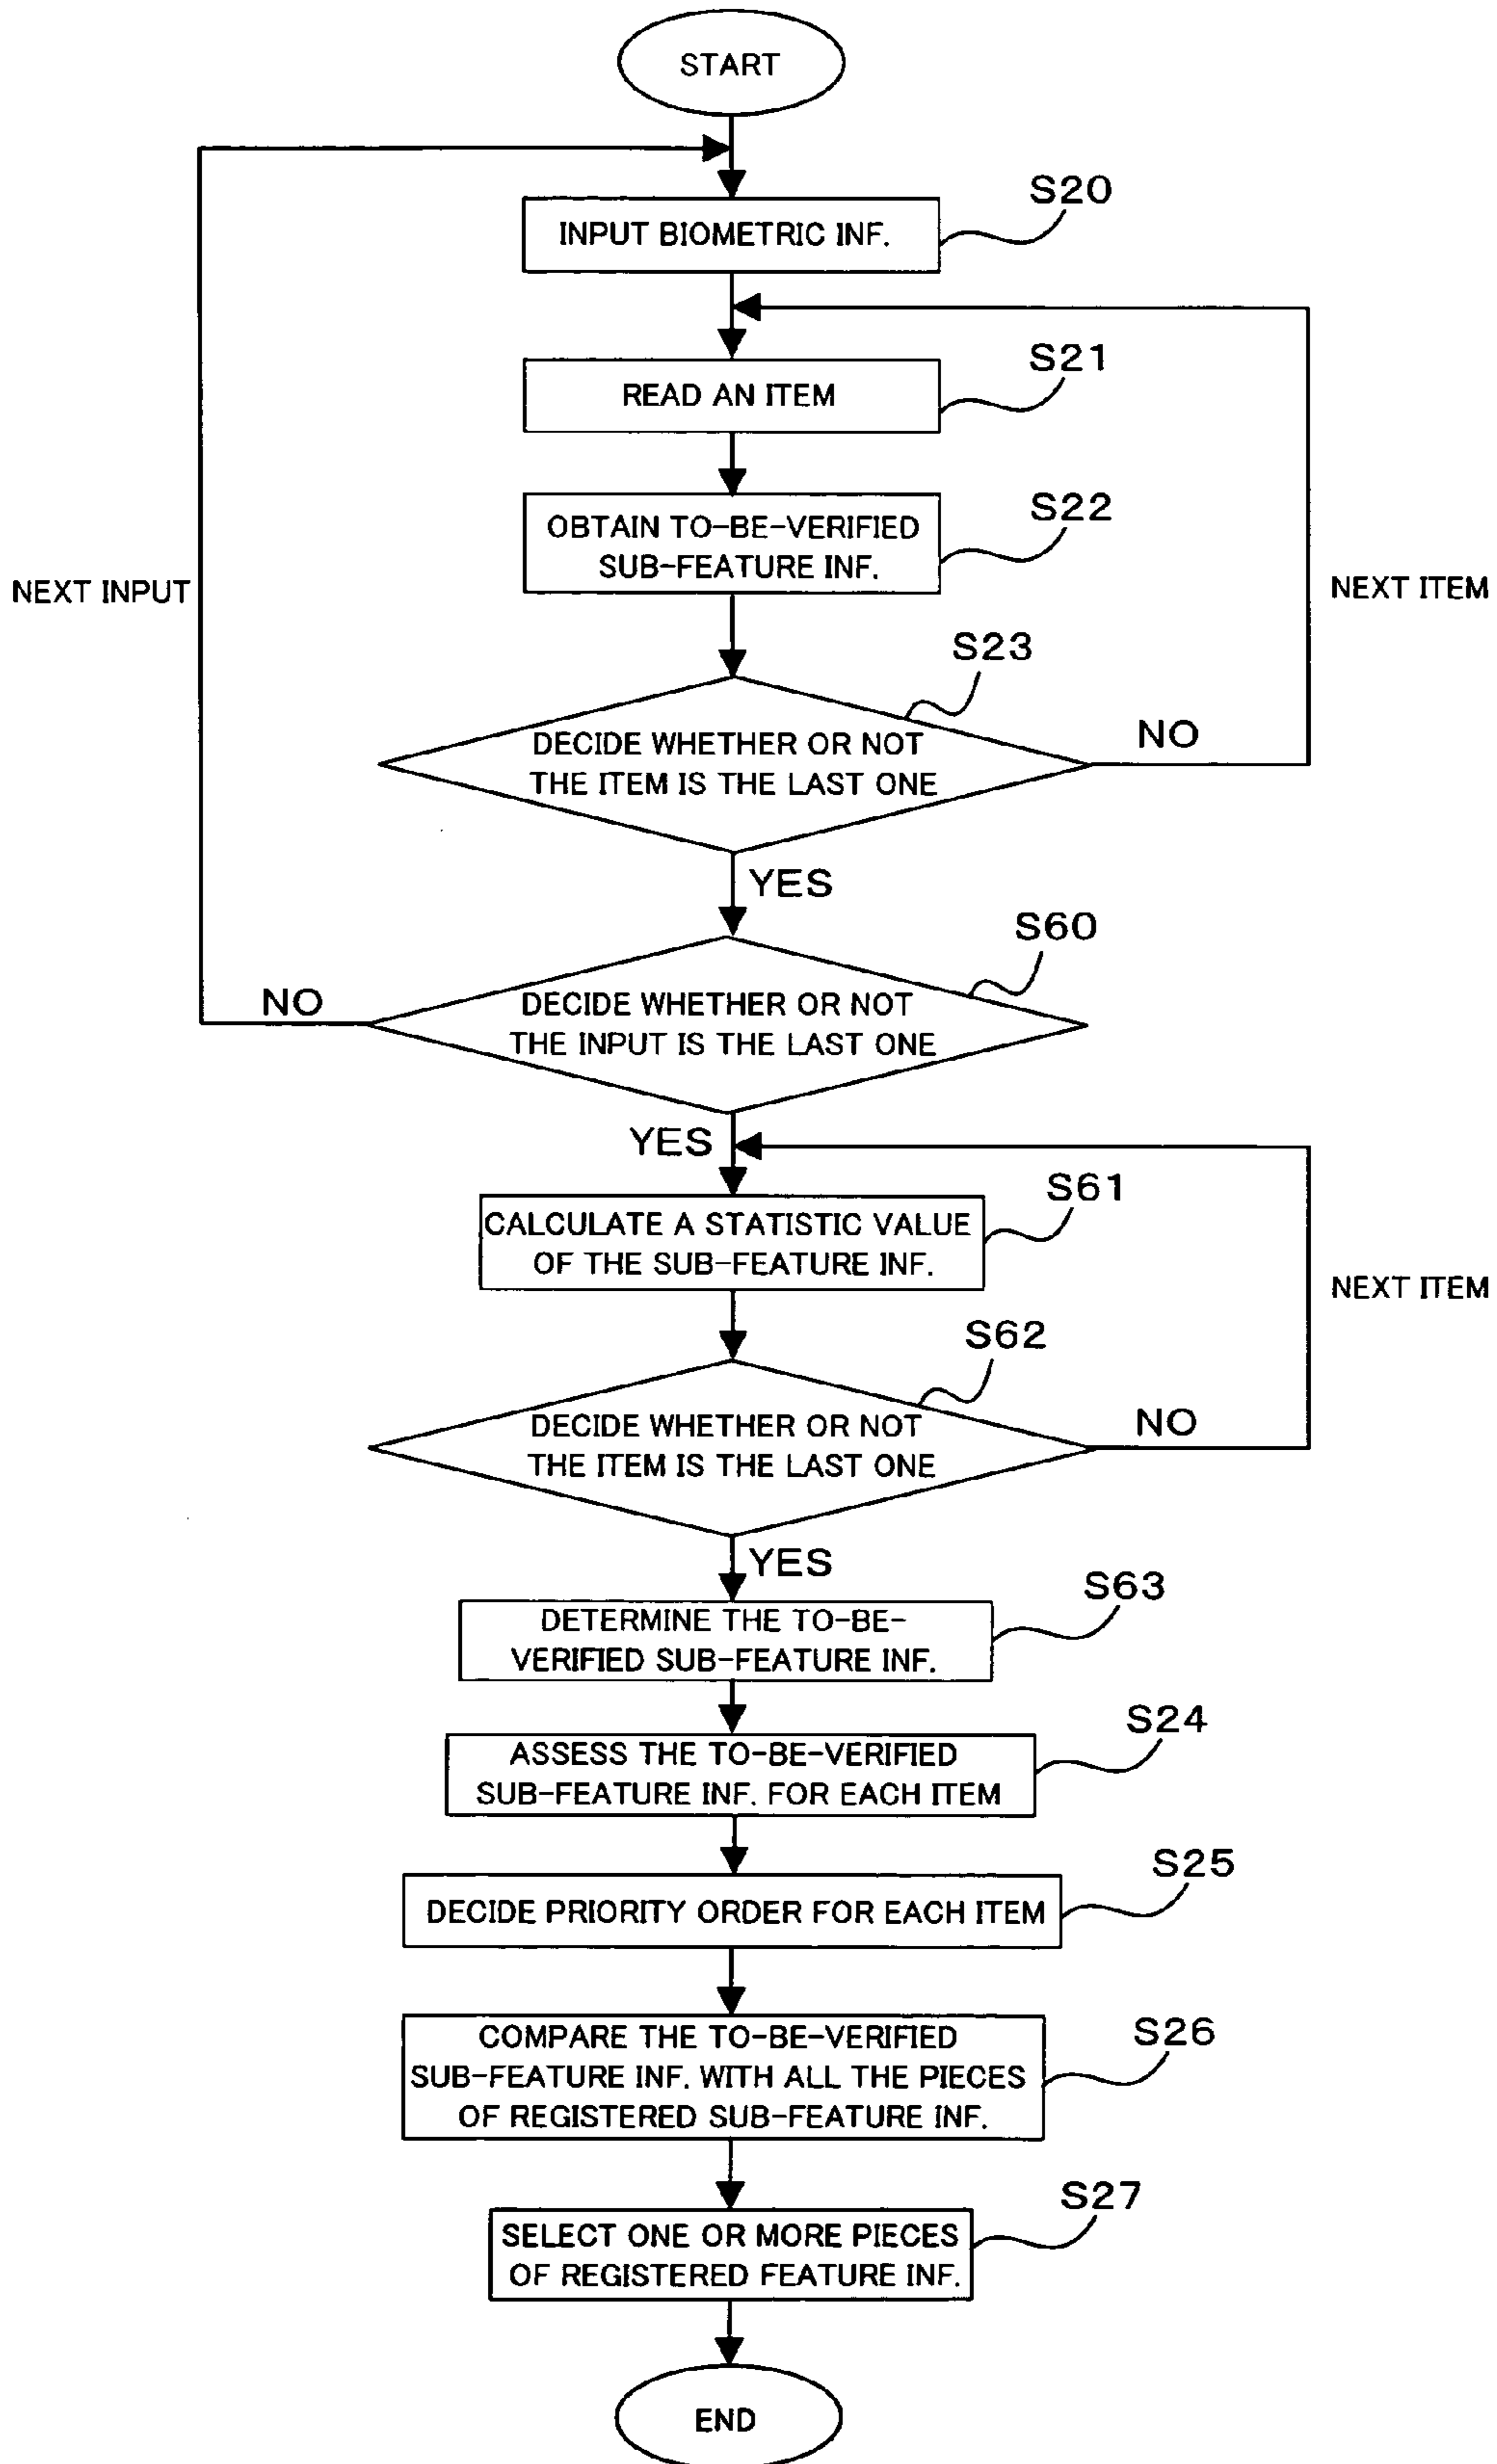 START
S20
INPUT BIOMETRIC INF.
S21
READ AN ITEM
S22
OBTAIN TO-BE-VERIFIED
SUB-FEATURE INF.
NEXT INPUT
NEXT ITEM
S23
DECIDE WHETHER OR NOT
THE ITEM IS THE LAST ONE
NO
YES
S60
DECIDE WHETHER OR NOT
THE INPUT IS THE LAST ONE
NO
YES
S61
CALCULATE A STATISTIC VALUE
OF THE SUB-FEATURE INF.
NEXT ITEM
S62
DECIDE WHETHER OR NOT
THE ITEM IS THE LAST ONE
NO
YES
S63
DETERMINE THE TO-BE-
VERIFIED SUB-FEATURE INF.
S24
ASSESS THE TO-BE-VERIFIED
SUB-FEATURE INF. FOR EACH ITEM
S25
DECIDE PRIORITY ORDER FOR EACH ITEM
S26
COMPARE THE TO-BE-VERIFIED
SUB-FEATURE INF. WITH ALL THE PIECES
OF REGISTERED SUB-FEATURE INF.
S27
SELECT ONE OR MORE PIECES
OF REGISTERED FEATURE INF.
END